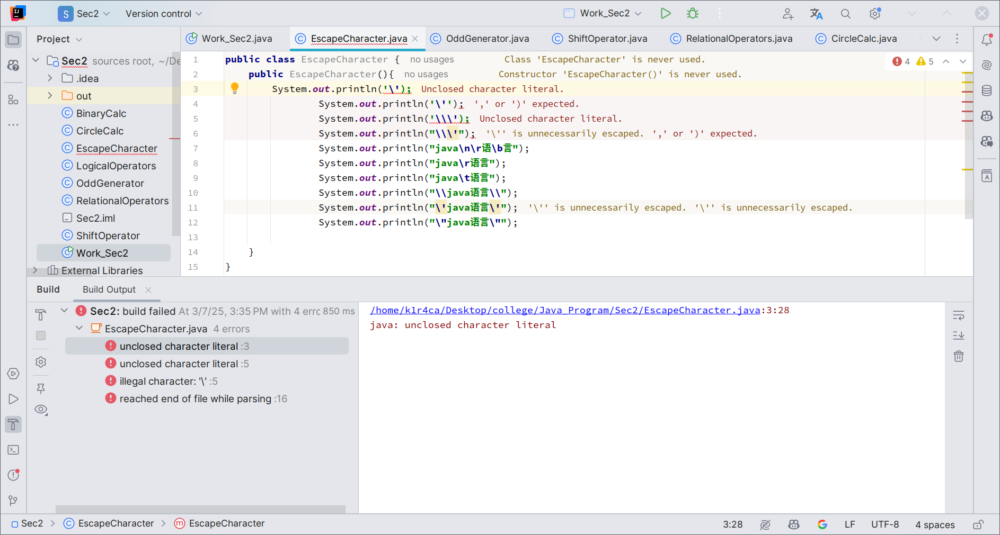 S Sec2 Version control Work_Sec2
Project
Work_Sec2.java EscapeCharacter.java OddGenerator.java ShiftOperator.java RelationalOperators.java CircleCalc.java
Sec2 sources root, ~/De
.idea
out
BinaryCalc
CircleCalc
EscapeCharacter
LogicalOperators
OddGenerator
RelationalOperators
Sec2.iml
ShiftOperator
Work_Sec2
External Libraries
4 5
1 public class EscapeCharacter { no usages Class 'EscapeCharacter' is never used.
2 public EscapeCharacter(){ no usages Constructor 'EscapeCharacter()' is never used.
3 System.out.println('\'); Unclosed character literal.
4 System.out.println('\''); ',' or ')' expected.
5 System.out.println('\\\'); Unclosed character literal.
6 System.out.println("\\\'"); '\'' is unnecessarily escaped. ',' or ')' expected.
7 System.out.println("java\n\r语\b言");
8 System.out.println("java\r语言");
9 System.out.println("java\t语言");
10 System.out.println("\\java语言\\");
11 System.out.println("\'java语言\'"); '\'' is unnecessarily escaped. '\'' is unnecessarily escaped.
12 System.out.println("\"java语言\"");
13
14 }
15 }
Build Build Output
Sec2: build failed At 3/7/25, 3:35 PM with 4 errc 850 ms
EscapeCharacter.java 4 errors
unclosed character literal :3
unclosed character literal :5
illegal character: '\' :5
reached end of file while parsing :16
/home/k1r4ca/Desktop/college/Java_Program/Sec2/EscapeCharacter.java:3:28
java: unclosed character literal
Sec2 EscapeCharacter EscapeCharacter 3:28 LF UTF-8 4 spaces